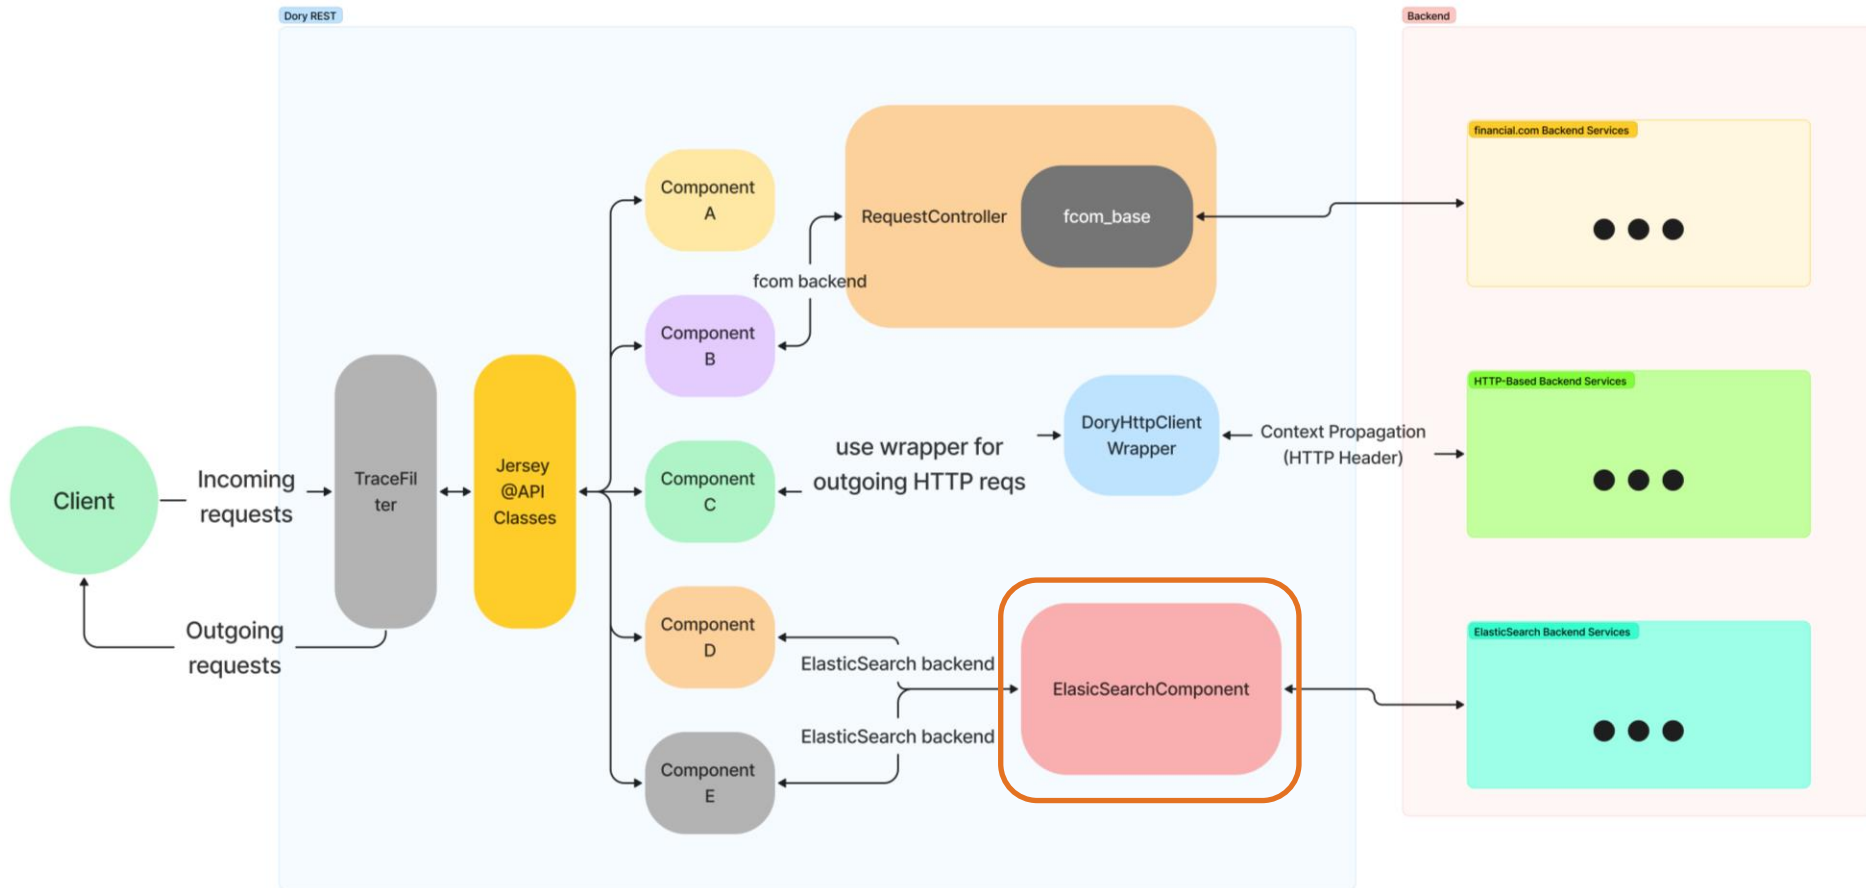 Dory REST
Backend
financial.com Backend Services
Component
A
RequestController
fcom_base
fcom backend
Component
B
HTTP-Based Backend Services
DoryHttpClient
Wrapper
Context Propagation
(HTTP Header)
use wrapper for
outgoing HTTP reqs
Client
Incoming
requests
TraceFil
ter
Jersey
@API
Classes
Component
C
Outgoing
requests
Component
D
ElasticSearch backend
ElasicSearchComponent
ElasticSearch backend
Component
E
ElasticSearch Backend Services